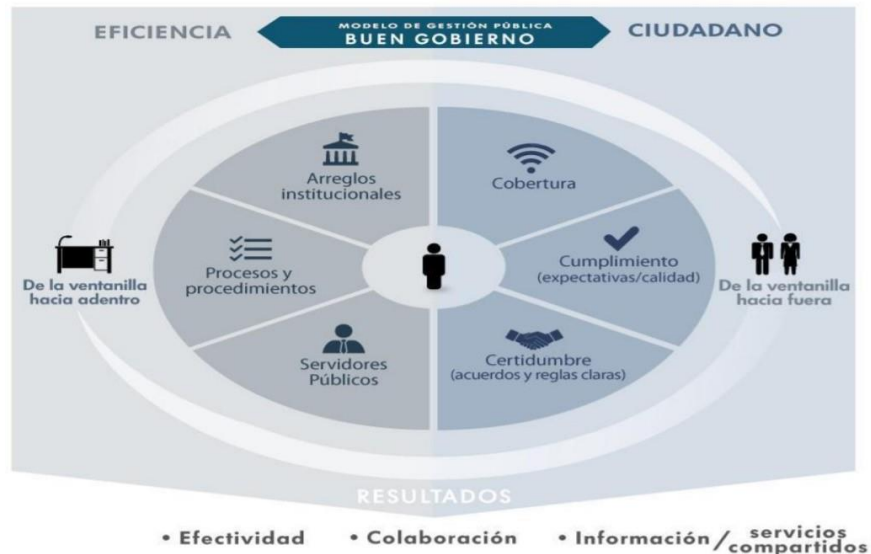 EFICIENCIA
MODELO DE GESTIÓN PÚBLICA
BUEN GOBIERNO
CIUDADANO
Arreglos
institucionales
Cobertura
De la ventanilla
hacia adentro
Procesos y
procedimientos
Cumplimiento
(expectativas/calidad)
De la ventanilla
hacia fuera
Servidores
Públicos
Certidumbre
(acuerdos y reglas claras)
RESULTADOS
• Efectividad • Colaboración • Información / servicios
compartidos